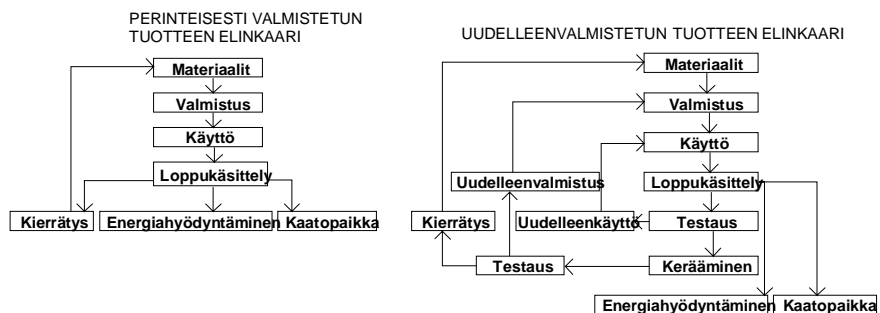 PERINTEISESTI VALMISTETUN
TUOTTEEN ELINKAARI
Materiaalit
Valmistus
Käyttö
Loppukäsittely
Kierrätys
Energiahyödyntäminen
Kaatopaikka
UUDELLEENVALMISTETUN TUOTTEEN ELINKAARI
Materiaalit
Valmistus
Käyttö
Uudelleenvalmistus
Loppukäsittely
Kierrätys
Uudelleenkäyttö
Testaus
Testaus
Kerääminen
Energiahyödyntäminen
Kaatopaikka